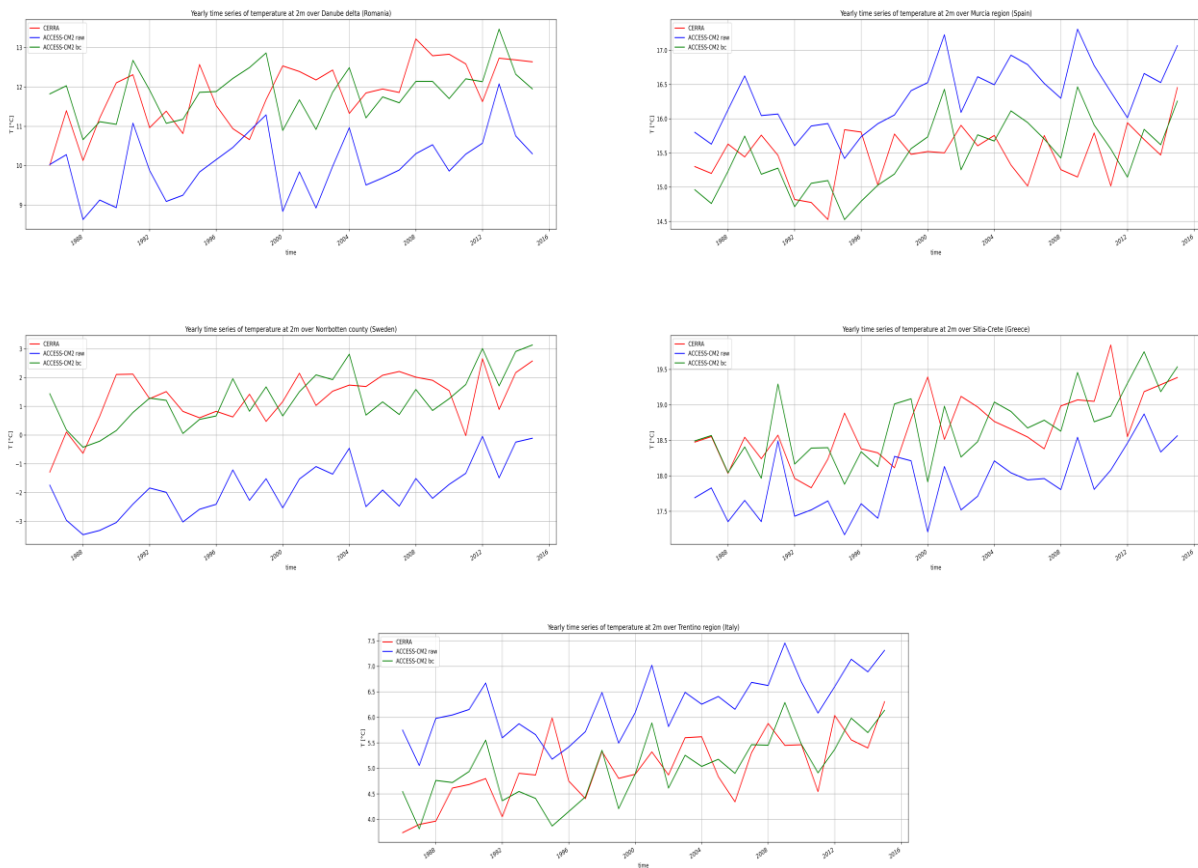 Yearly time series of temperature at 2m over Danube delta (Romania)
CERRA
ACCESS-CM2 raw
ACCESS-CM2 bc
T [°C]
13
12
11
10
9
1988
1992
1996
2000
2004
2008
2012
2016
time
Yearly time series of temperature at 2m over Murcia region (Spain)
CERRA
ACCESS-CM2 raw
ACCESS-CM2 bc
T [°C]
17.0
16.5
16.0
15.5
15.0
14.5
1988
1992
1996
2000
2004
2008
2012
2016
time
Yearly time series of temperature at 2m over Norrbotten county (Sweden)
CERRA
ACCESS-CM2 raw
ACCESS-CM2 bc
T [°C]
3
2
1
0
−1
−2
−3
1988
1992
1996
2000
2004
2008
2012
2016
time
Yearly time series of temperature at 2m over Sitia-Crete (Greece)
CERRA
ACCESS-CM2 raw
ACCESS-CM2 bc
T [°C]
19.5
19.0
18.5
18.0
17.5
1988
1992
1996
2000
2004
2008
2012
2016
time
Yearly time series of temperature at 2m over Trentino region (Italy)
CERRA
ACCESS-CM2 raw
ACCESS-CM2 bc
T [°C]
7.5
7.0
6.5
6.0
5.5
5.0
4.5
4.0
1988
1992
1996
2000
2004
2008
2012
2016
time